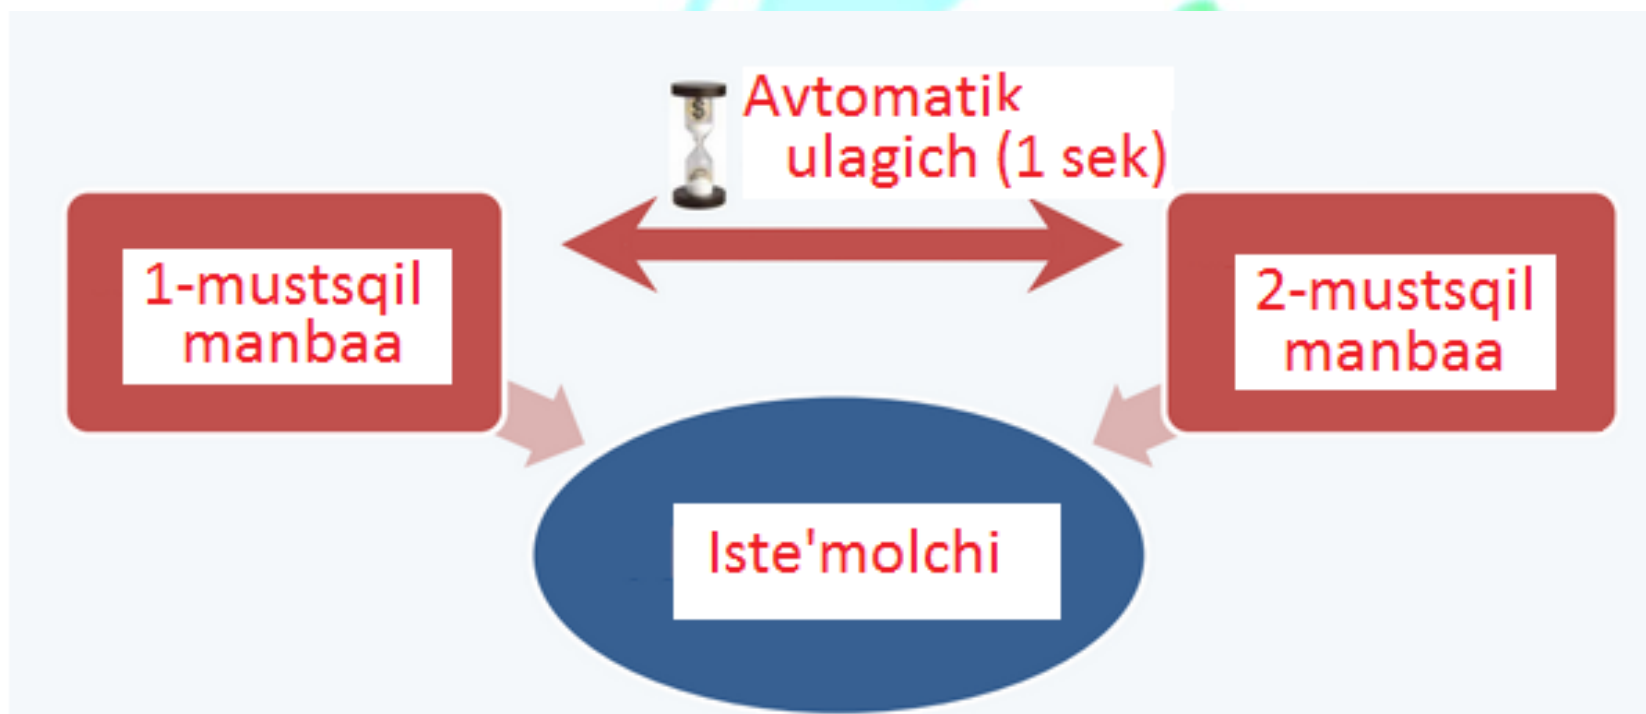 Avtomatik
ulagich (1 sek)
1-mustsqil
manbaa
2-mustsqil
manbaa
Iste'molchi